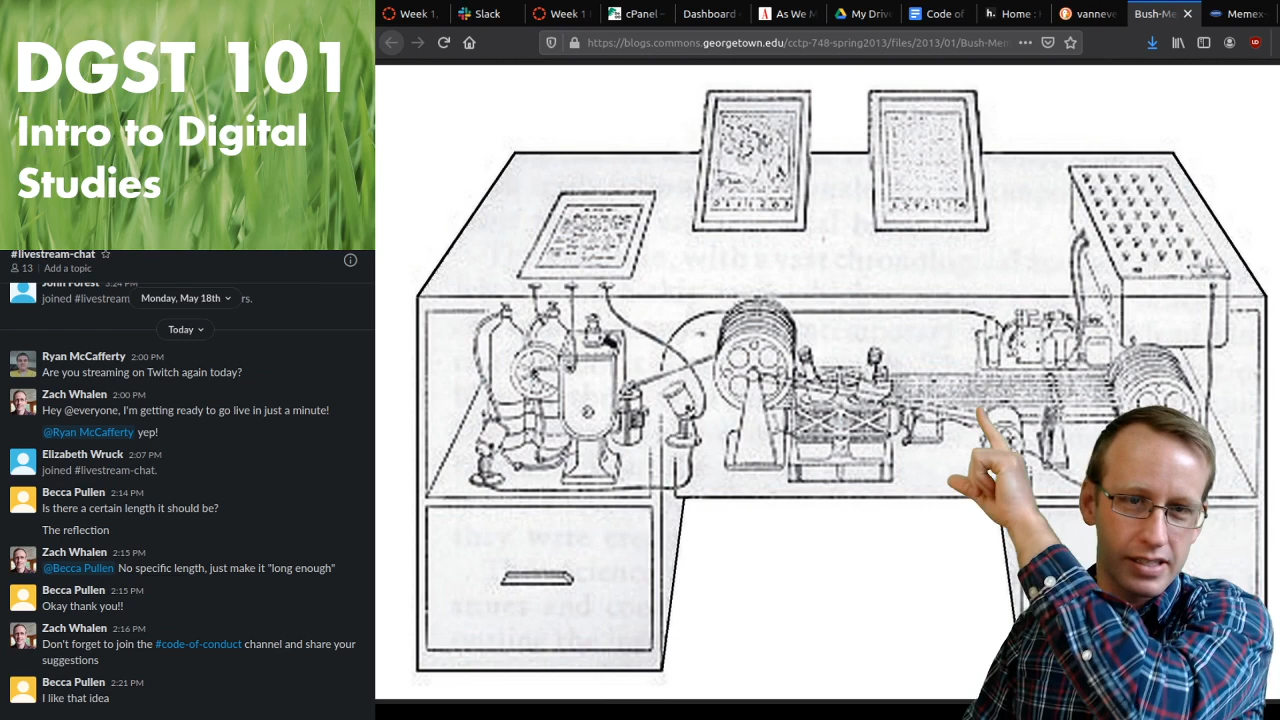 DGST 101
Intro to Digital
Studies
#livestream-chat
13 | Add a topic
John Forest 3:24 PM
joined #livestream
Monday, May 18th
rs.
Today
Ryan McCafferty 2:00 PM
Are you streaming on Twitch again today?
Zach Whalen 2:00 PM
Hey @everyone, I'm getting ready to go live in just a minute!
@Ryan McCafferty yep!
Elizabeth Wruck 2:07 PM
joined #livestream-chat.
Becca Pullen 2:14 PM
Is there a certain length it should be?
The reflection
Zach Whalen 2:15 PM
@Becca Pullen No specific length, just make it "long enough"
Becca Pullen 2:15 PM
Okay thank you!!
Zach Whalen 2:16 PM
Don't forget to join the #code-of-conduct channel and share your
suggestions
Becca Pullen 2:21 PM
I like that idea
Week 1, Slack Week 1 cPanel – Dashboard As We M My Driv Code of Home : vanneve Bush-Me Memex
https://blogs.commons.georgetown.edu/cctp-748-spring2013/files/2013/01/Bush-Mem